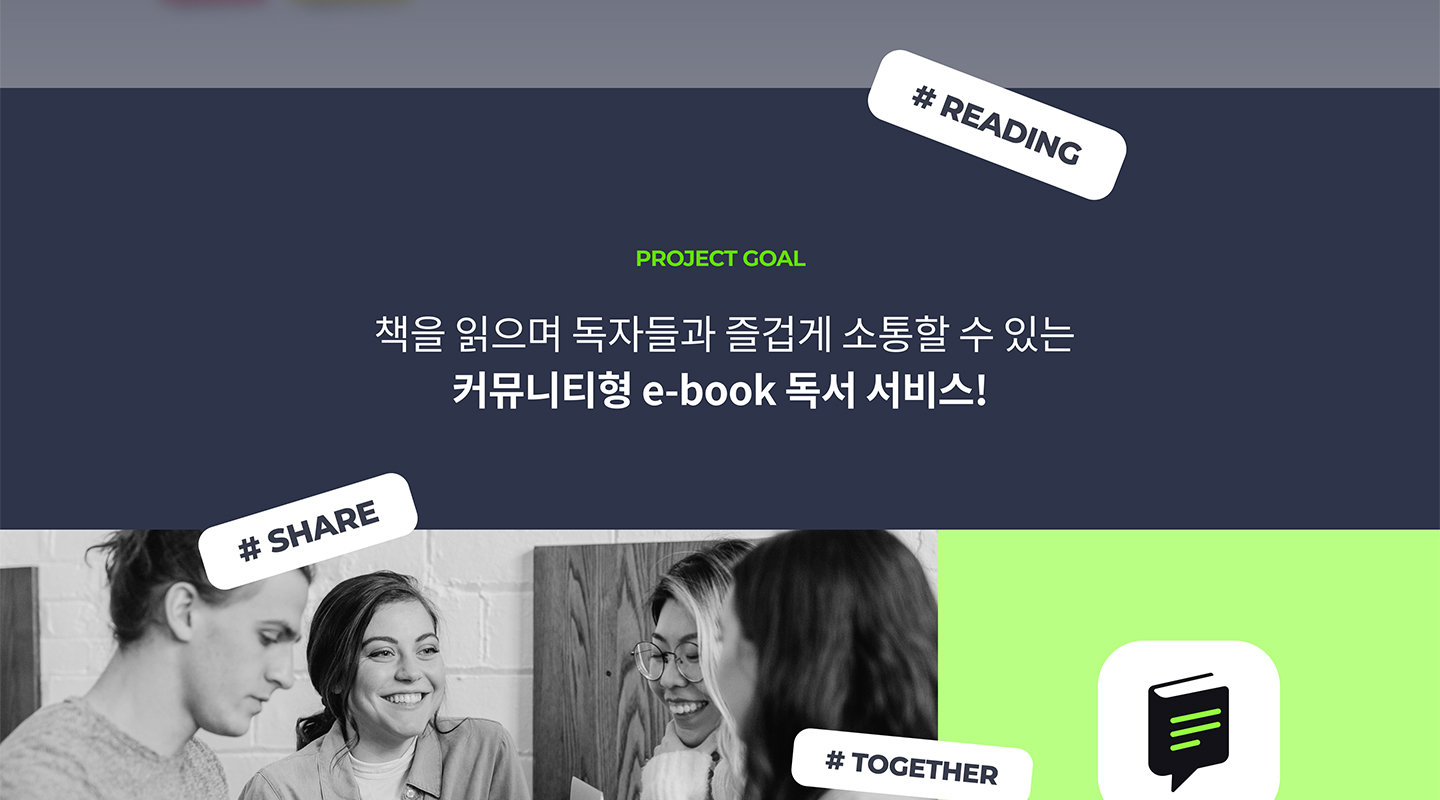 # READING
PROJECT GOAL
책을 읽으며 독자들과 즐겁게 소통할 수 있는
커뮤니티형 e-book 독서 서비스!
# SHARE
# TOGETHER